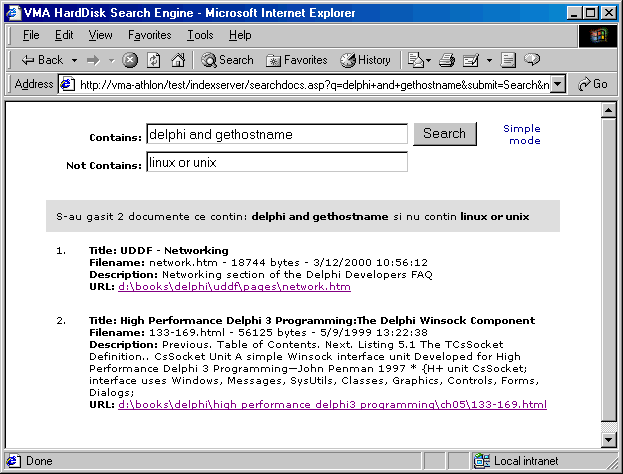 VMA HardDisk Search Engine - Microsoft Internet Explorer
File Edit View Favorites Tools Help
Back Search Favorites History
Address http://vma-athlon/test/indexserver/searchdocs.asp?q=delphi+and+gethostname&submit=Search&n Go
Contains: delphi and gethostname Search Simple
mode
Not Contains: linux or unix
S-au gasit 2 documente ce contin: delphi and gethostname si nu contin linux or unix
1. Title: UDDF - Networking
Filename: network.htm - 18744 bytes - 3/12/2000 10:56:12
Description: Networking section of the Delphi Developers FAQ
URL: d:\books\delphi\uddf\pages\network.htm
2. Title: High Performance Delphi 3 Programming:The Delphi Winsock Component
Filename: 133-169.html - 56125 bytes - 5/9/1999 13:22:38
Description: Previous. Table of Contents. Next. Listing 5.1 The TCsSocket
Definition.. CsSocket Unit A simple Winsock interface unit Developed for High
Performance Delphi 3 Programming—John Penman 1997 * {H+ unit CsSocket;
interface uses Windows, Messages, SysUtils, Classes, Graphics, Controls, Forms,
Dialogs;
URL: d:\books\delphi\high performance delphi3 programming\ch05\133-169.html
Done Local intranet